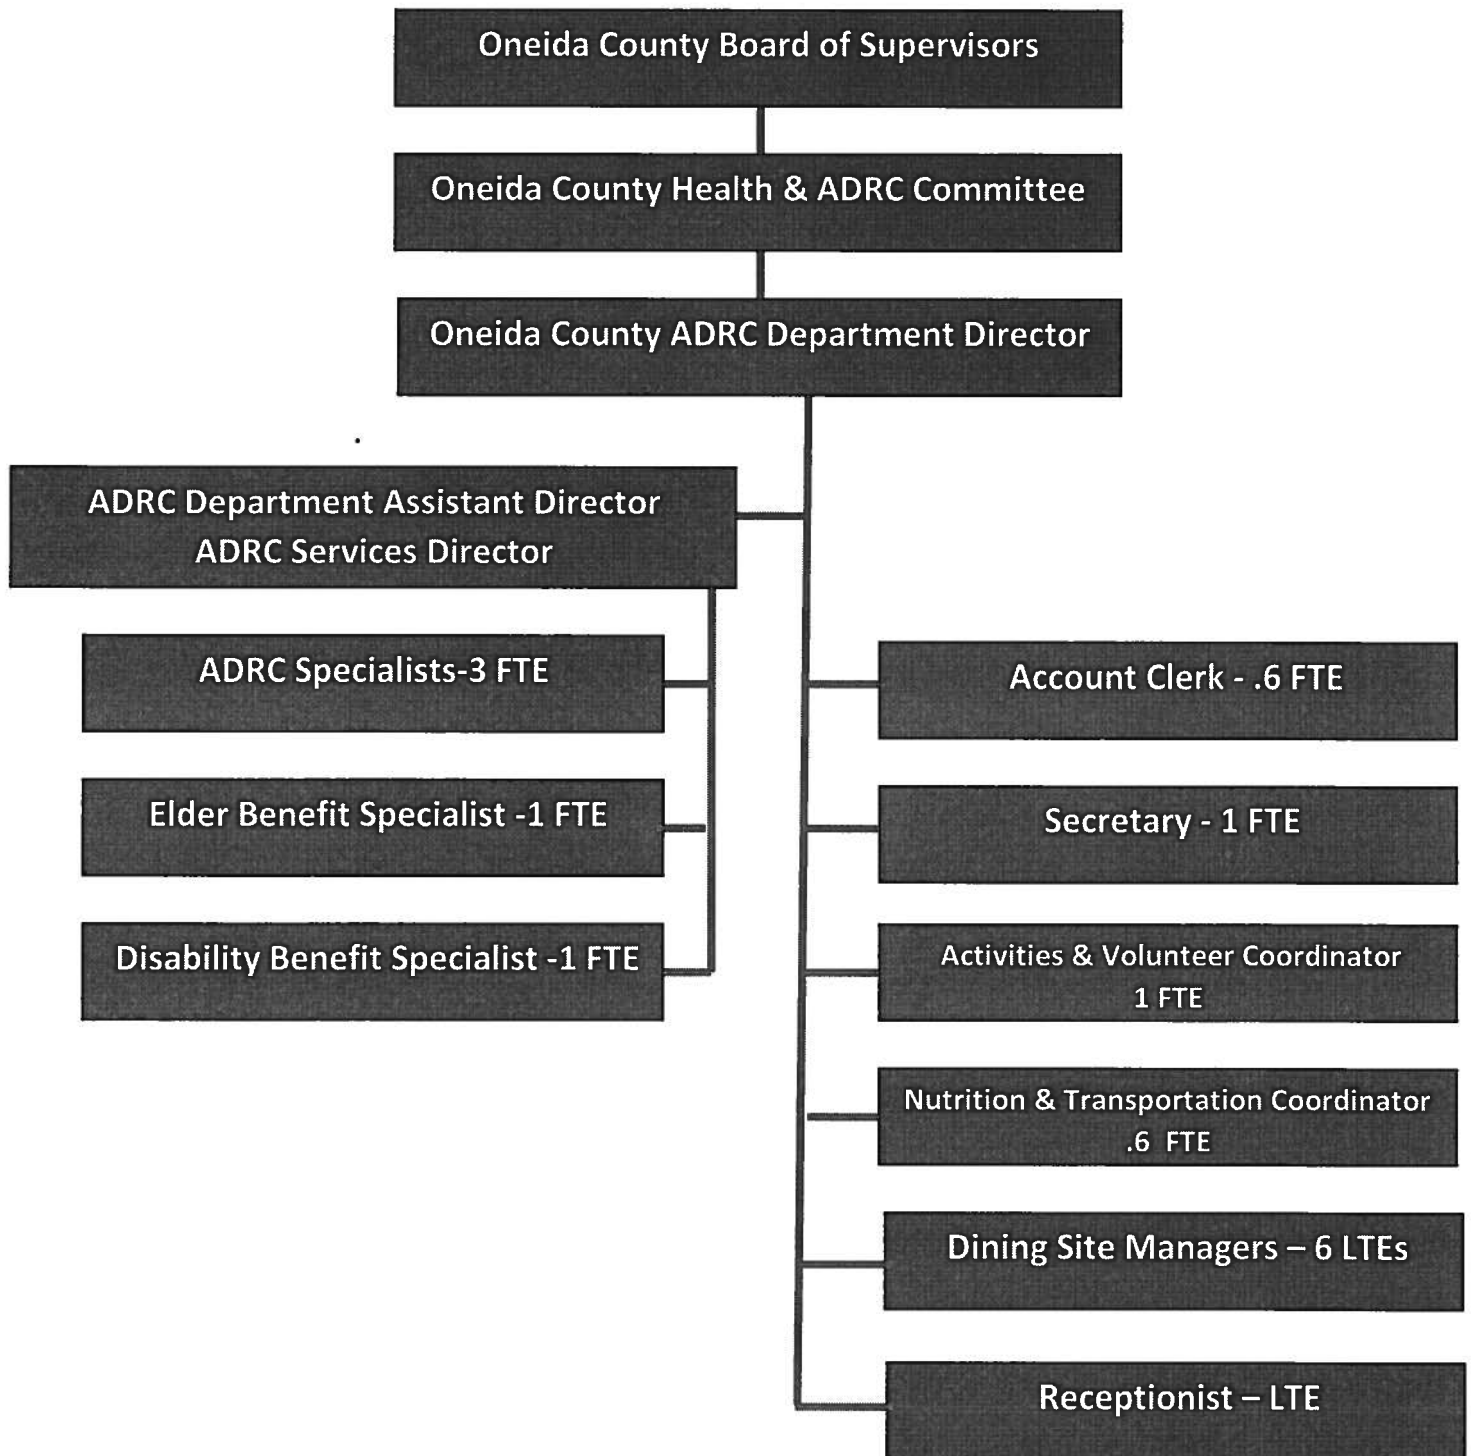 Oneida County Board of Supervisors
Oneida County Health & ADRC Committee
Oneida County ADRC Department Director
ADRC Department Assistant Director
ADRC Services Director
ADRC Specialists-3 FTE
Elder Benefit Specialist -1 FTE
Disability Benefit Specialist -1 FTE
Account Clerk - .6 FTE
Secretary - 1 FTE
Activities & Volunteer Coordinator
1 FTE
Nutrition & Transportation Coordinator
.6 FTE
Dining Site Managers – 6 LTEs
Receptionist – LTE